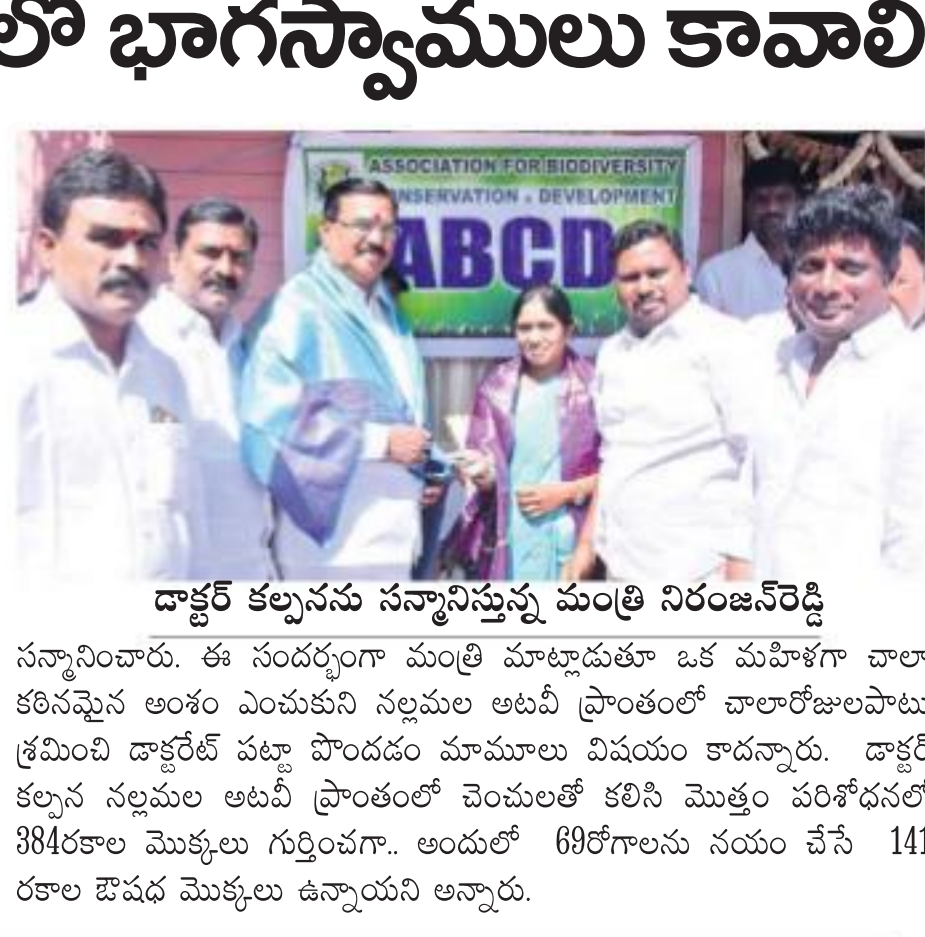 లో భాగస్వాములు కావాలి
ASSOCIATION FOR BIODIVERSITY
NSERVATION & DEVELOPMENT
ABCD
డాక్టర్ కల్పనను సన్మానిస్తున్న మంత్రి నిరంజన్‌రెడ్డి
సన్మానించారు. ఈ సందర్భంగా మంత్రి మాట్లాడుతూ ఒక మహిళగా చాలా
కఠినమైన అంశం ఎంచుకుని నల్లమల అటవీ ప్రాంతంలో చాలారోజులపాటు
శ్రమించి డాక్టరేట్ పట్టా పొందడం మామూలు విషయం కాదన్నారు. డాక్టర్
కల్పన నల్లమల అటవీ ప్రాంతంలో చెంచులతో కలిసి మొత్తం పరిశోధనలో
384రకాల మొక్కలు గుర్తించగా.. అందులో 69రోగాలను నయం చేసే 141
రకాల ఔషధ మొక్కలు ఉన్నాయని అన్నారు.